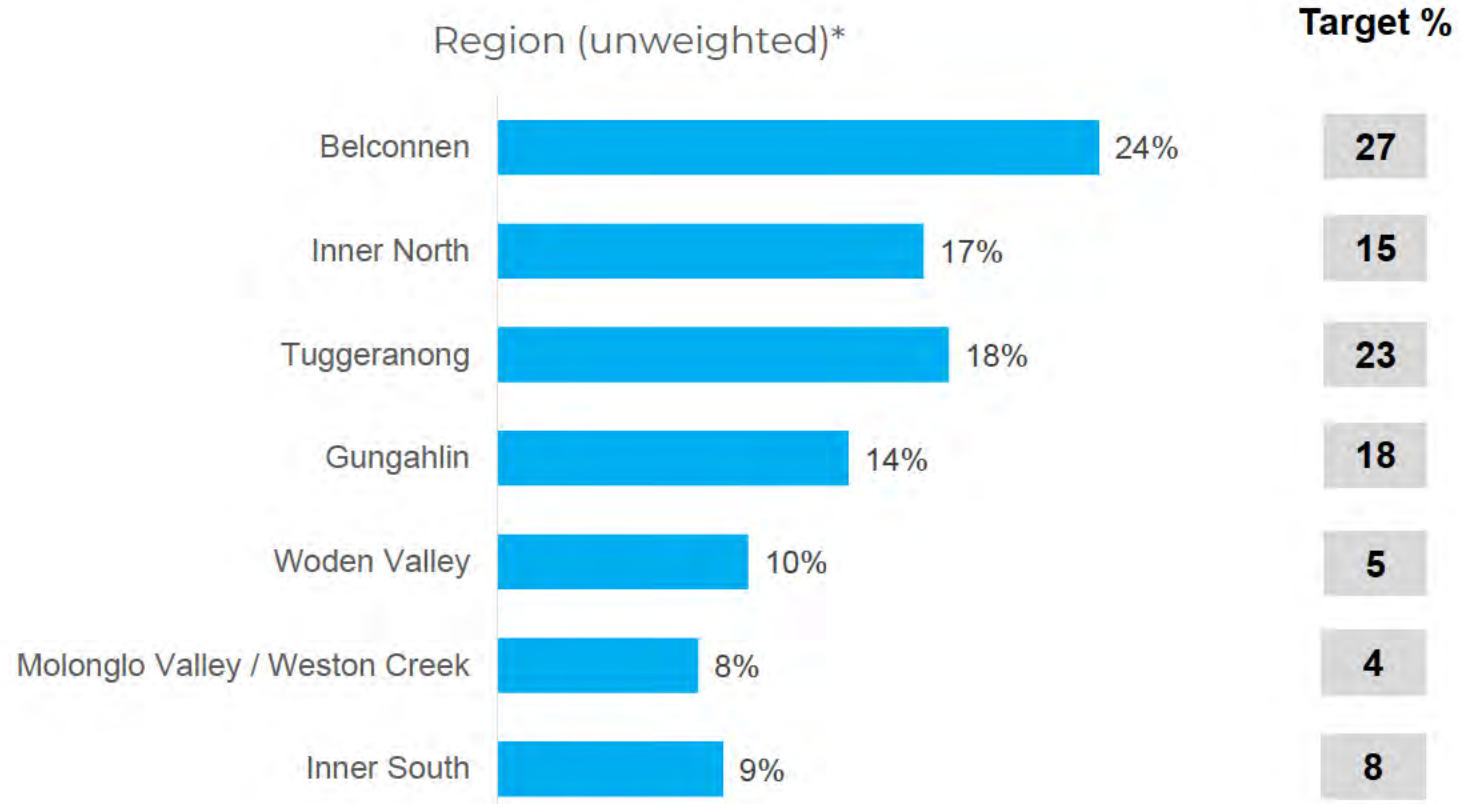 Region (unweighted)*
Target %
Belconnen 24% 27
Inner North 17% 15
Tuggeranong 18% 23
Gungahlin 14% 18
Woden Valley 10% 5
Molonglo Valley / Weston Creek 8% 4
Inner South 9% 8